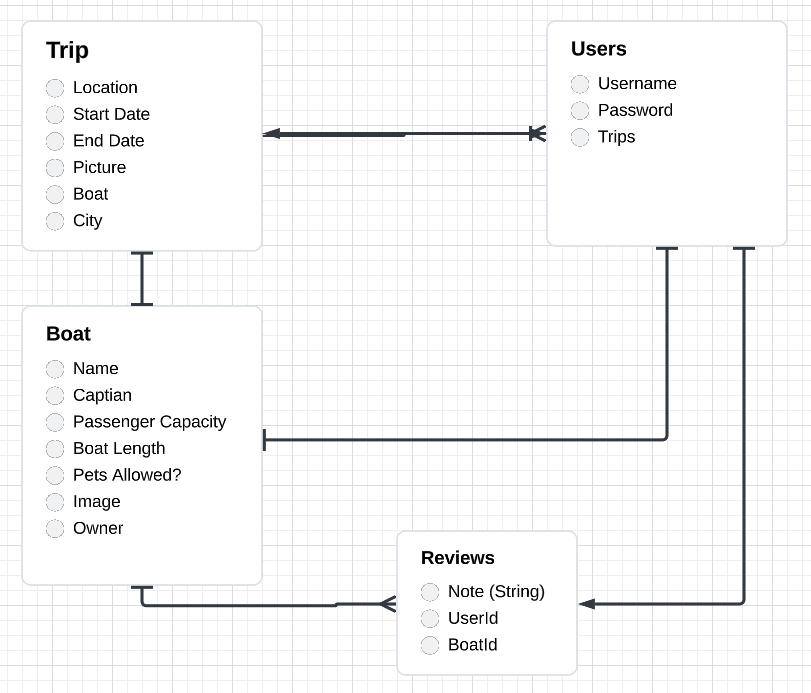 Trip
Location
Start Date
End Date
Picture
Boat
City
Users
Username
Password
Trips
Boat
Name
Captian
Passenger Capacity
Boat Length
Pets Allowed?
Image
Owner
Reviews
Note (String)
UserId
BoatId